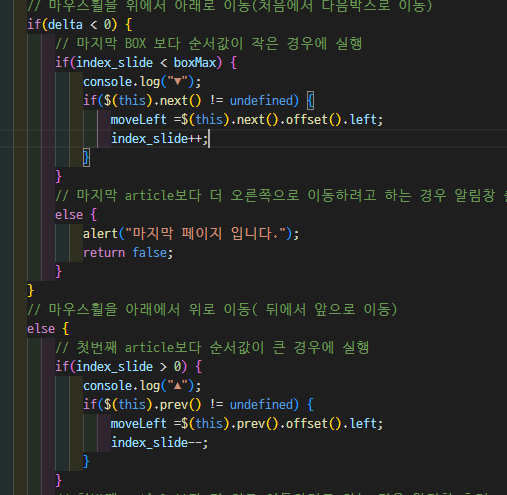 // 마우스휠을 위에서 아래로 이동(처음에서 다음박스로 이동)
if(delta < 0) {
// 마지막 BOX 보다 순서값이 작은 경우에 실행
if(index_slide < boxMax) {
console.log("▼");
if($(this).next() != undefined) {
moveLeft =$(this).next().offset().left;
index_slide++;
}
}
// 마지막 article보다 더 오른쪽으로 이동하려고 하는 경우 알림창
else {
alert("마지막 페이지 입니다.");
return false;
}
}
// 마우스휠을 아래에서 위로 이동( 뒤에서 앞으로 이동)
else {
// 첫번째 article보다 순서값이 큰 경우에 실행
if(index_slide > 0) {
console.log("▲");
if($(this).prev() != undefined) {
moveLeft =$(this).prev().offset().left;
index_slide--;
}
}